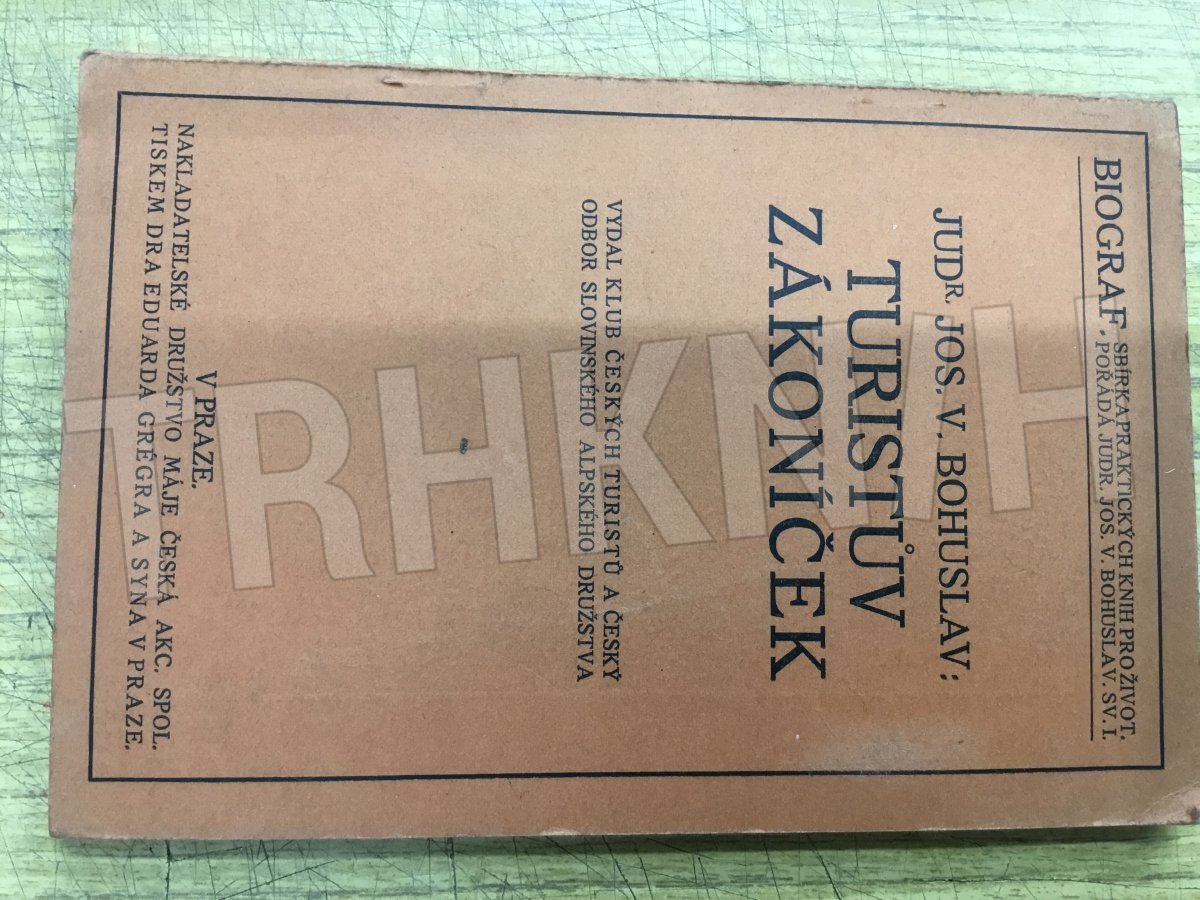 BIOGRAF. SBÍRKA PRAKTICKÝCH KNIH PRO ŽIVOT.
POŘÁDÁ JUDR. JOS. V. BOHUSLAV. SV. I.
JUDR. JOS. V. BOHUSLAV:
TURISTŮV
ZÁKONÍČEK
VYDAL KLUB ČESKÝCH TURISTŮ A ČESKÝ
ODBOR SLOVINSKÉHO ALPSKÉHO DRUŽSTVA
V PRAZE.
NAKLADATELSKÉ DRUŽSTVO MÁJE ČESKÁ AKC. SPOL.
TISKEM DRA EDUARDA GRÉGRA A SYNA V PRAZE.
TRHKNIH